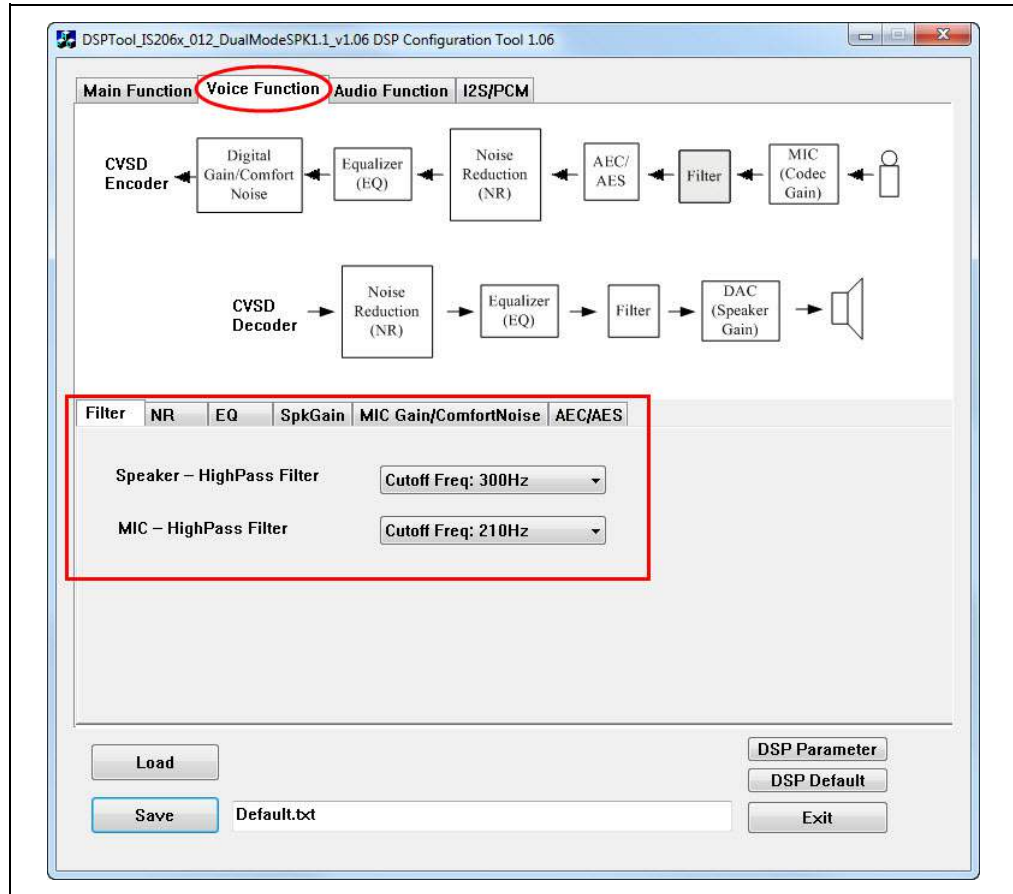 DSPTool_IS206x_012_DualModeSPK1.1_v1.06 DSP Configuration Tool 1.06
Main Function Voice Function Audio Function I2S/PCM
CVSD
Encoder
Digital
Gain/Comfort
Noise
Equalizer
(EQ)
Noise
Reduction
(NR)
AEC/
AES
Filter
MIC
(Codec
Gain)
CVSD
Decoder
Noise
Reduction
(NR)
Equalizer
(EQ)
Filter
DAC
(Speaker
Gain)
Filter NR EQ SpkGain MIC Gain/ComfortNoise AEC/AES
Speaker – HighPass Filter Cutoff Freq: 300Hz
MIC – HighPass Filter Cutoff Freq: 210Hz
Load
DSP Parameter
DSP Default
Save Default.txt Exit